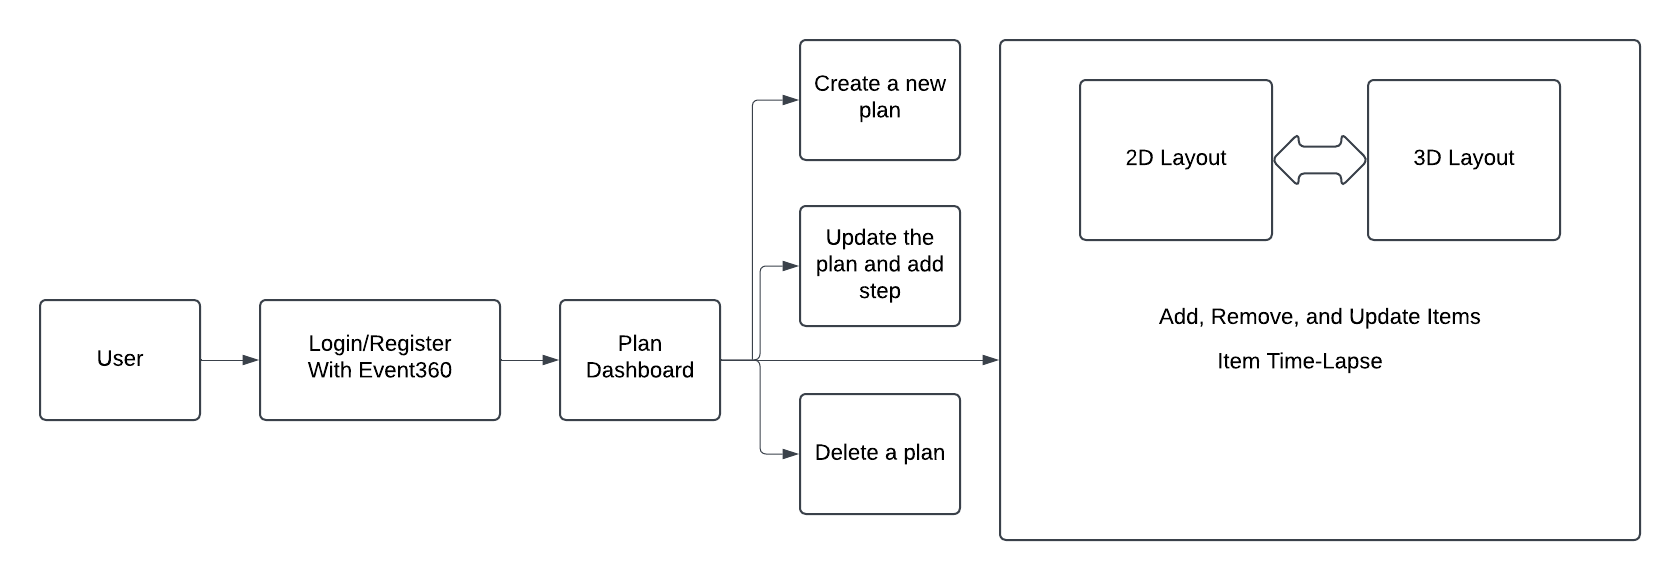 User
Login/Register
With Event360
Plan
Dashboard
Create a new
plan
Update the
plan and add
step
Delete a plan
2D Layout
3D Layout
Add, Remove, and Update Items
Item Time-Lapse